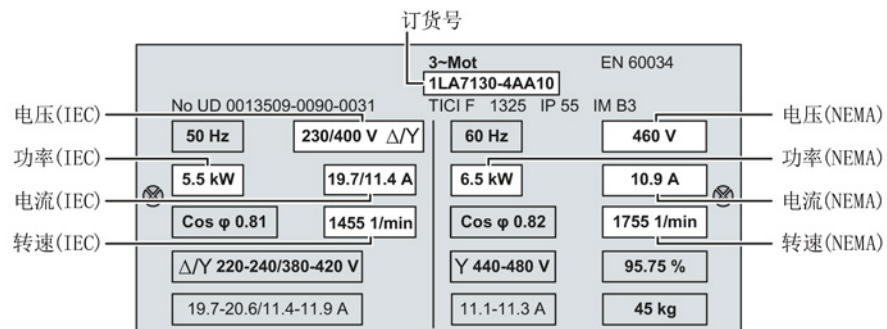 订货号
3~Mot EN 60034
1LA7130-4AA10
No UD 0013509-0090-0031 TICI F 1325 IP 55 IM B3
电压(IEC) 50 Hz 230/400 V Δ/Y 60 Hz 460 V 电压(NEMA)
功率(IEC) 5.5 kW 19.7/11.4 A 6.5 kW 10.9 A 功率(NEMA)
电流(IEC) Cos φ 0.81 1455 1/min Cos φ 0.82 1755 1/min 电流(NEMA)
转速(IEC) Δ/Y 220-240/380-420 V Y 440-480 V 95.75 % 转速(NEMA)
19.7-20.6/11.4-11.9 A 11.1-11.3 A 45 kg